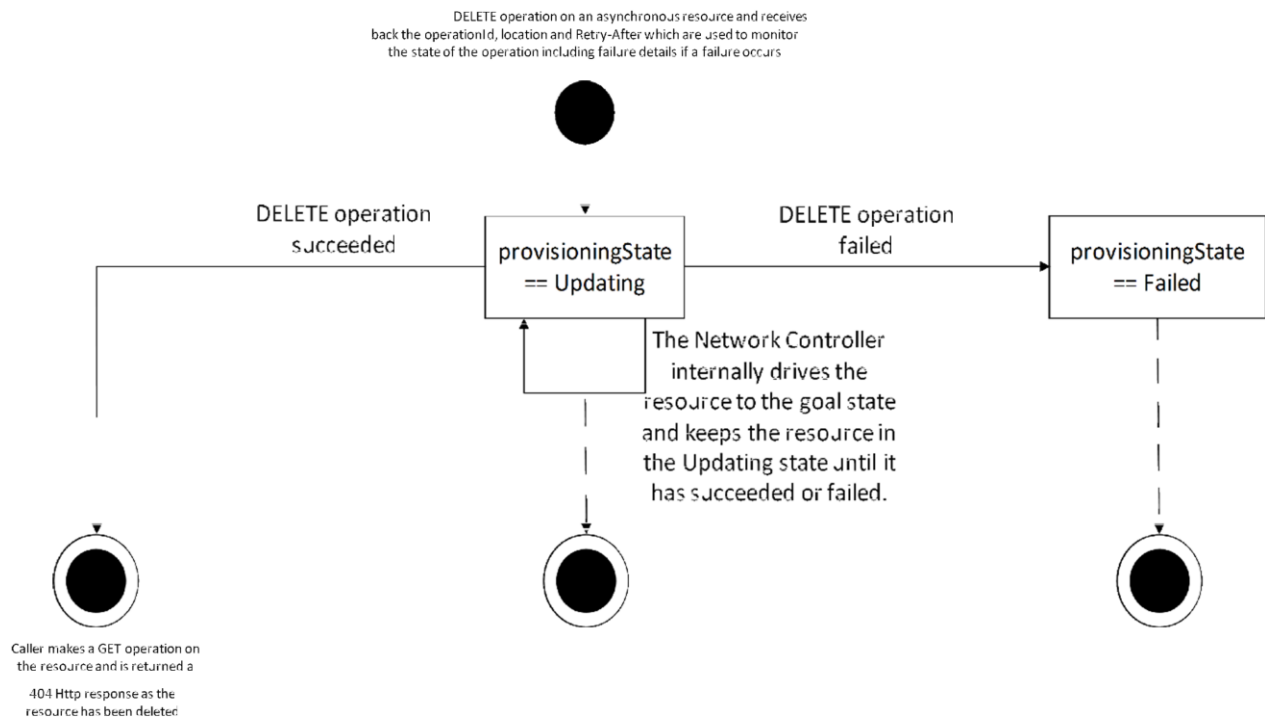 DELETE operation on an asynchronous resource and receives
back the operationId, location and Retry-After which are used to monitor
the state of the operation including failure details if a failure occurs
DELETE operation
succeeded
provisioningState
== Updating
DELETE operation
failed
provisioningState
== Failed
The Network Controller
internally drives the
resource to the goal state
and keeps the resource in
the Updating state until it
has succeeded or failed.
Caller makes a GET operation on
the resource and is returned a
404 Http response as the
resource has been deleted